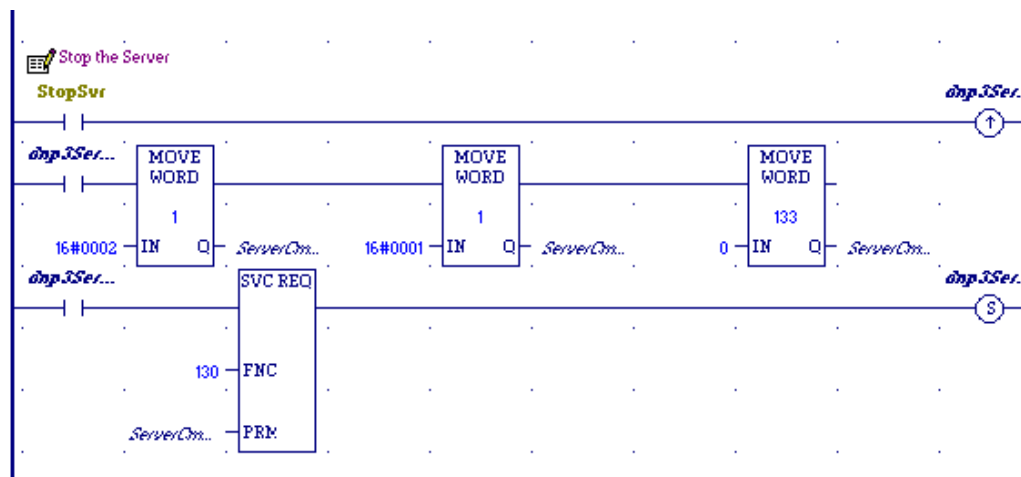 Stop the Server
StopSvr dnp3Ser.
↑
dnp3Ser... MOVE WORD MOVE WORD MOVE WORD
1 1 133
16#0002 IN Q ServerCm... 16#0001 IN Q ServerCm... 0 IN Q ServerCm...
dnp3Ser... SVC REQ dnp3Ser.
S
130 FNC
ServerCm... PRM